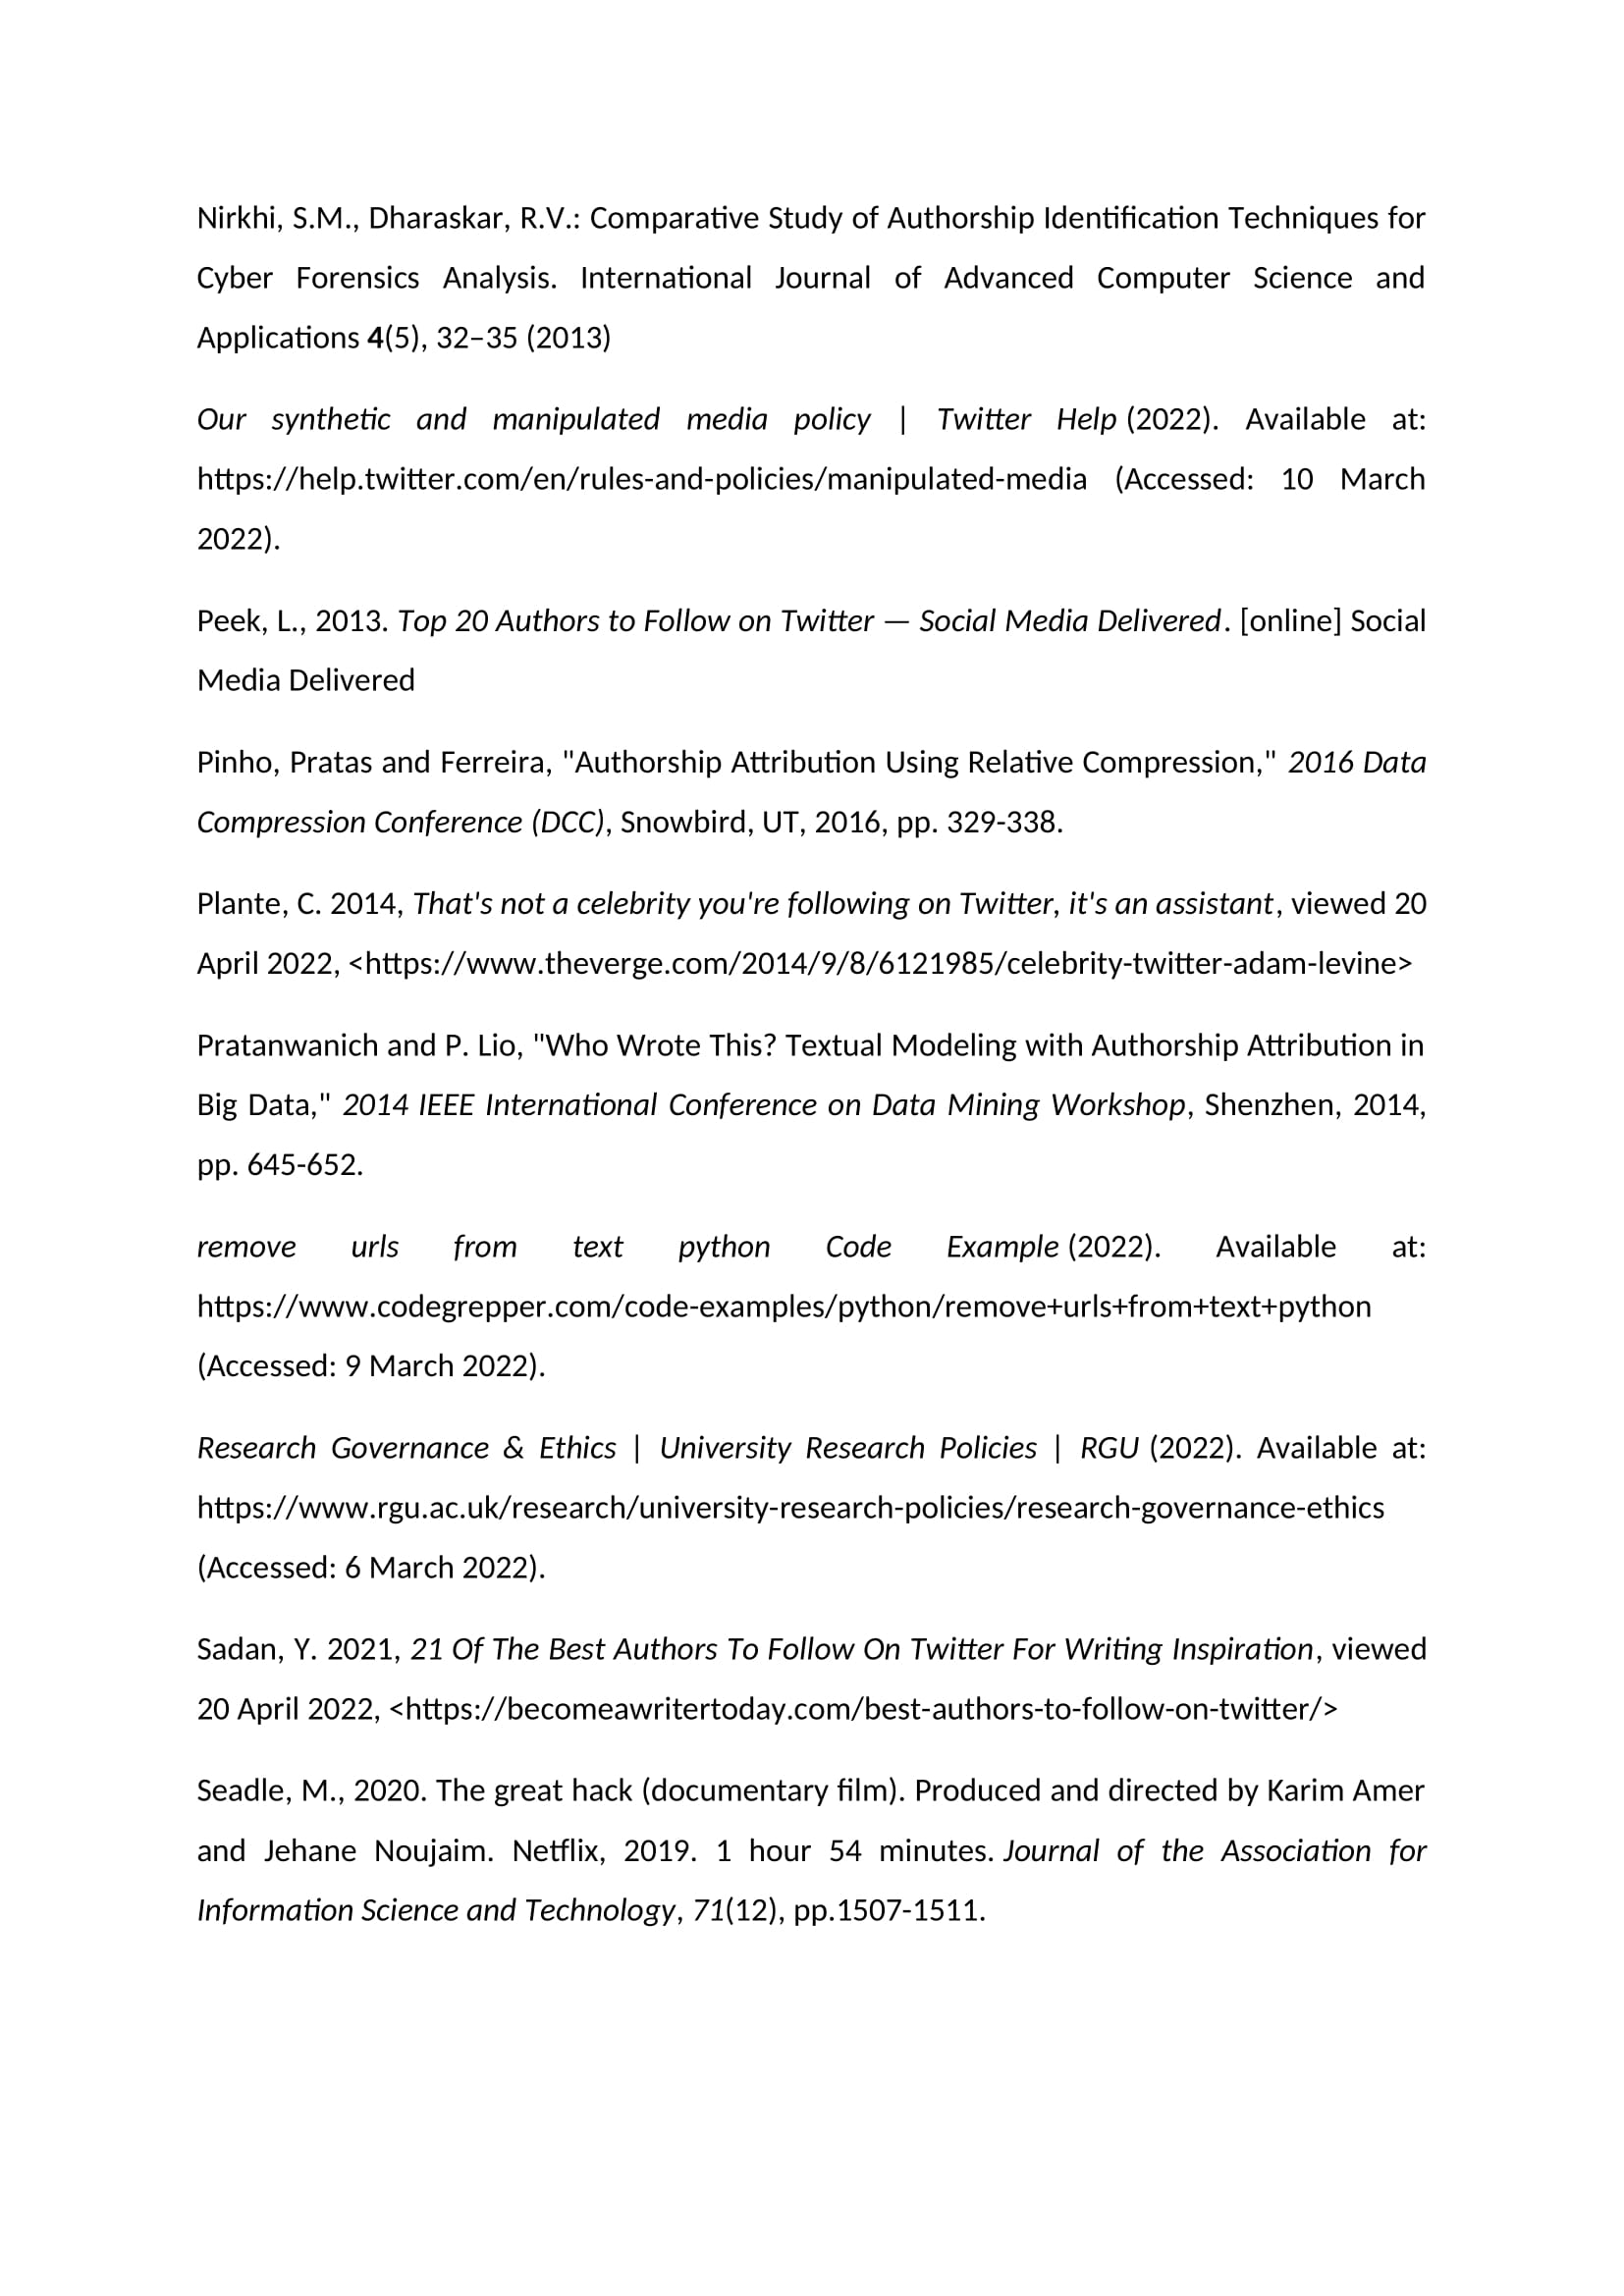 Nirkhi, S.M., Dharaskar, R.V.: Comparative Study of Authorship Identification Techniques for
Cyber Forensics Analysis. International Journal of Advanced Computer Science and
Applications 4(5), 32–35 (2013)
Our synthetic and manipulated media policy | Twitter Help (2022). Available at:
https://help.twitter.com/en/rules-and-policies/manipulated-media (Accessed: 10 March
2022).
Peek, L., 2013. Top 20 Authors to Follow on Twitter — Social Media Delivered. [online] Social
Media Delivered
Pinho, Pratas and Ferreira, "Authorship Attribution Using Relative Compression," 2016 Data
Compression Conference (DCC), Snowbird, UT, 2016, pp. 329-338.
Plante, C. 2014, That's not a celebrity you're following on Twitter, it's an assistant, viewed 20
April 2022, <https://www.theverge.com/2014/9/8/6121985/celebrity-twitter-adam-levine>
Pratanwanich and P. Lio, "Who Wrote This? Textual Modeling with Authorship Attribution in
Big Data," 2014 IEEE International Conference on Data Mining Workshop, Shenzhen, 2014,
pp. 645-652.
remove urls from text python Code Example (2022). Available at:
https://www.codegrepper.com/code-examples/python/remove+urls+from+text+python
(Accessed: 9 March 2022).
Research Governance & Ethics | University Research Policies | RGU (2022). Available at:
https://www.rgu.ac.uk/research/university-research-policies/research-governance-ethics
(Accessed: 6 March 2022).
Sadan, Y. 2021, 21 Of The Best Authors To Follow On Twitter For Writing Inspiration, viewed
20 April 2022, <https://becomeawritertoday.com/best-authors-to-follow-on-twitter/>
Seadle, M., 2020. The great hack (documentary film). Produced and directed by Karim Amer
and Jehane Noujaim. Netflix, 2019. 1 hour 54 minutes. Journal of the Association for
Information Science and Technology, 71(12), pp.1507-1511.